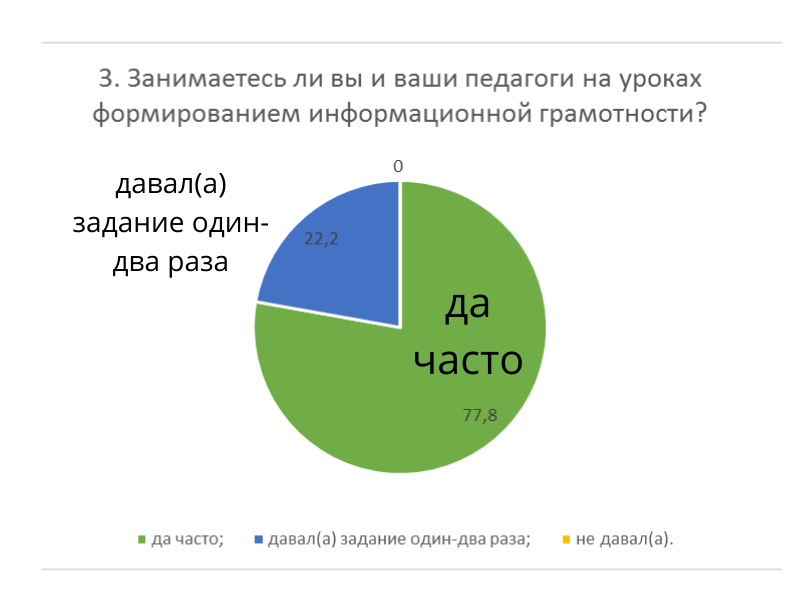 3. Занимаетесь ли вы и ваши педагоги на уроках
формированием информационной грамотности?
0
давал(а)
задание один-
два раза
22,2
да
часто
77,8
да часто; давал(а) задание один-два раза; не давал(а).